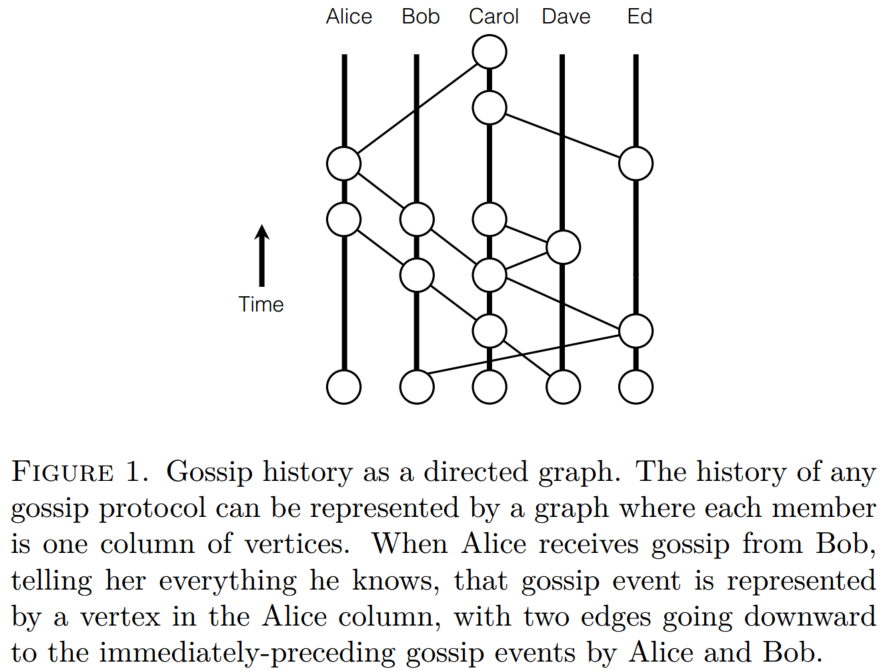 Alice Bob Carol Dave Ed
Time
FIGURE 1. Gossip history as a directed graph. The history of any
gossip protocol can be represented by a graph where each member
is one column of vertices. When Alice receives gossip from Bob,
telling her everything he knows, that gossip event is represented
by a vertex in the Alice column, with two edges going downward
to the immediately-preceding gossip events by Alice and Bob.